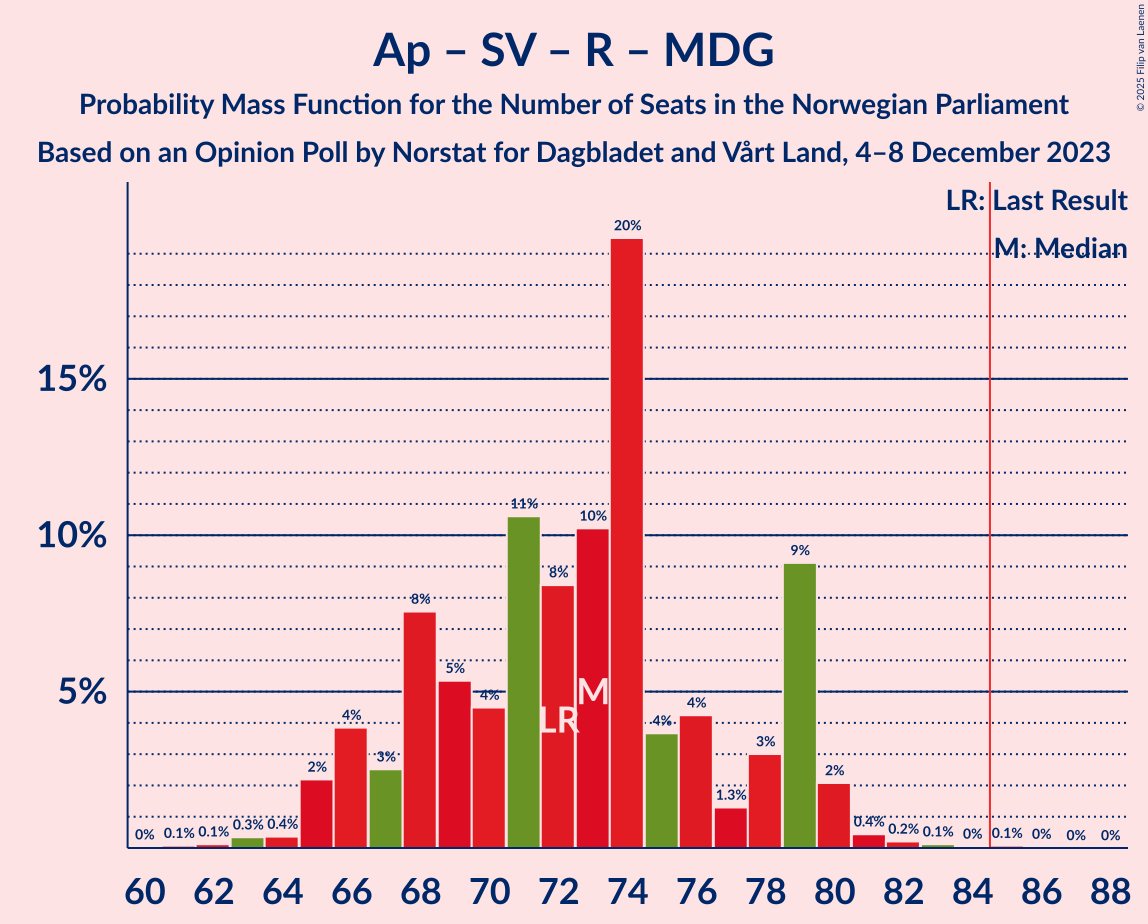 Ap – SV – R – MDG
Probability Mass Function for the Number of Seats in the Norwegian Parliament
Based on an Opinion Poll by Norstat for Dagbladet and Vårt Land, 4–8 December 2023
© 2025 Filip van Laenen
LR: Last Result
M: Median
15%
10%
5%
0% 0.1% 0.1% 0.3% 0.4% 2% 4% 3% 8% 5% 4% 11% 8% 10% 20% 4% 4% 1.3% 3% 9% 2% 0.4% 0.2% 0.1% 0% 0.1% 0% 0% 0%
LR M
60 62 64 66 68 70 72 74 76 78 80 82 84 86 88